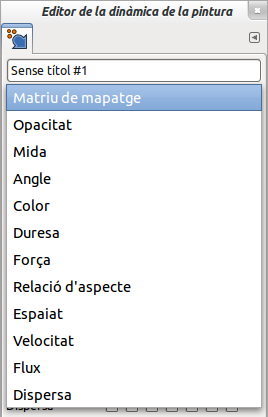 Editor de la dinàmica de la pintura
Sense títol #1
Matriu de mapatge
Opacitat
Mida
Angle
Color
Duresa
Força
Relació d'aspecte
Espaiat
Velocitat
Flux
Dispersa
Dispersa